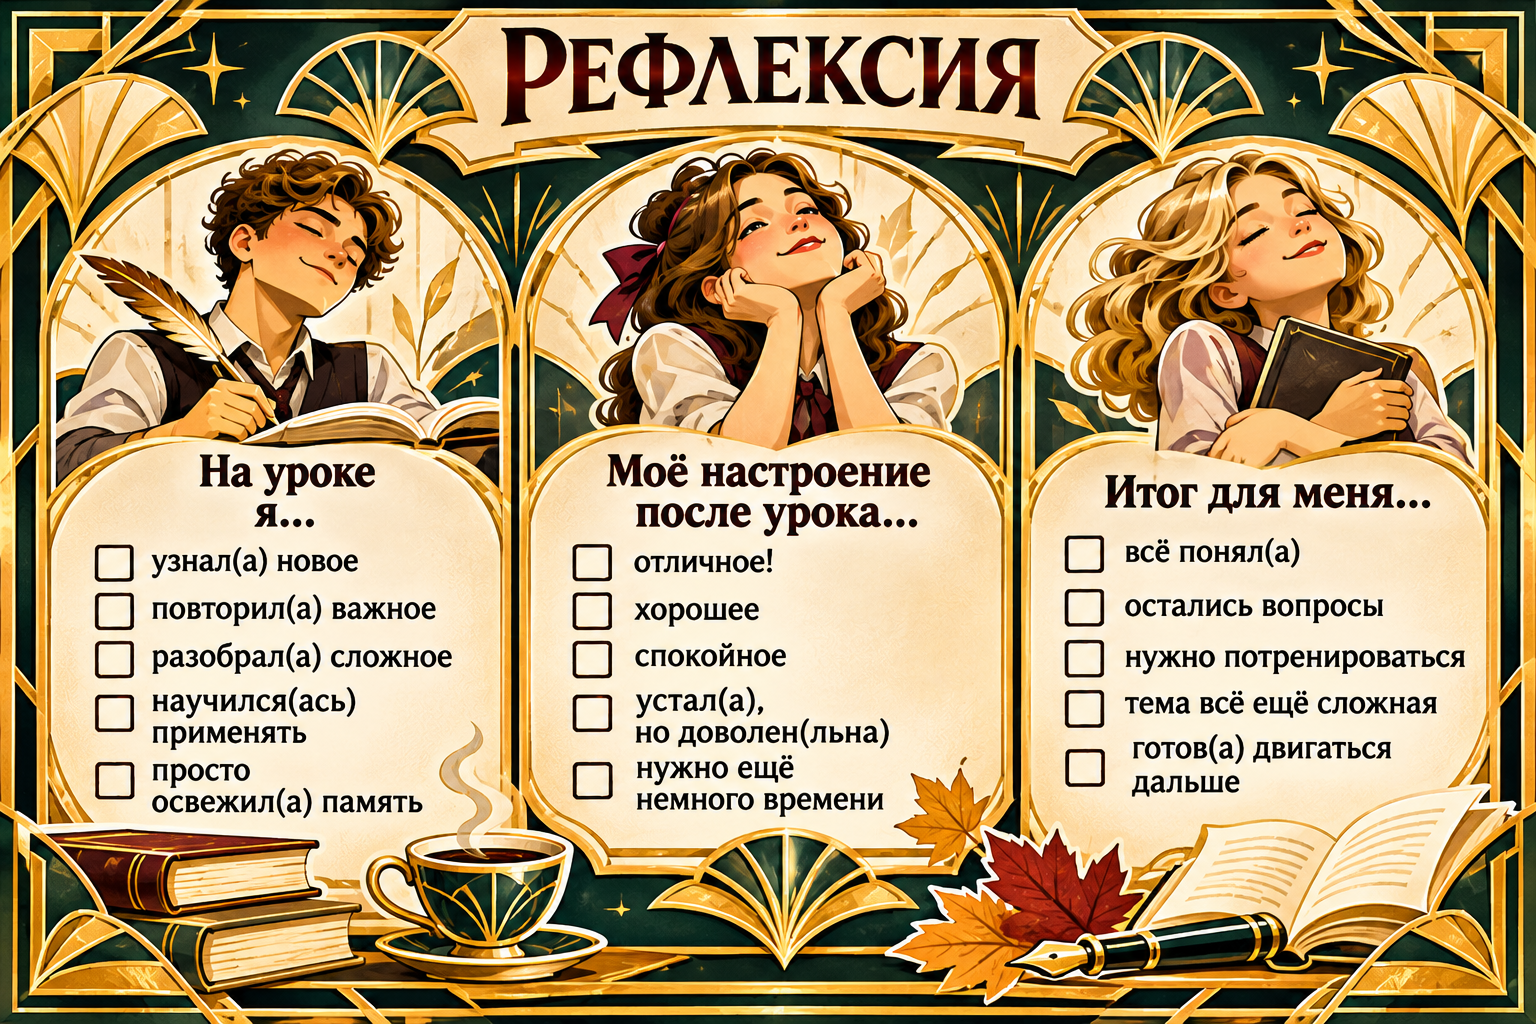 РЕФЛЕКСИЯ
На уроке
я...
узнал(а) новое
повторил(а) важное
разобрал(а) сложное
научился(ась)
применять
просто
освежил(а) память
Моё настроение
после урока...
отличное!
хорошее
спокойное
устал(а),
но доволен(льна)
нужно ещё
немного времени
Итог для меня...
всё понял(а)
остались вопросы
нужно потренироваться
тема всё ещё сложная
готов(а) двигаться
дальше